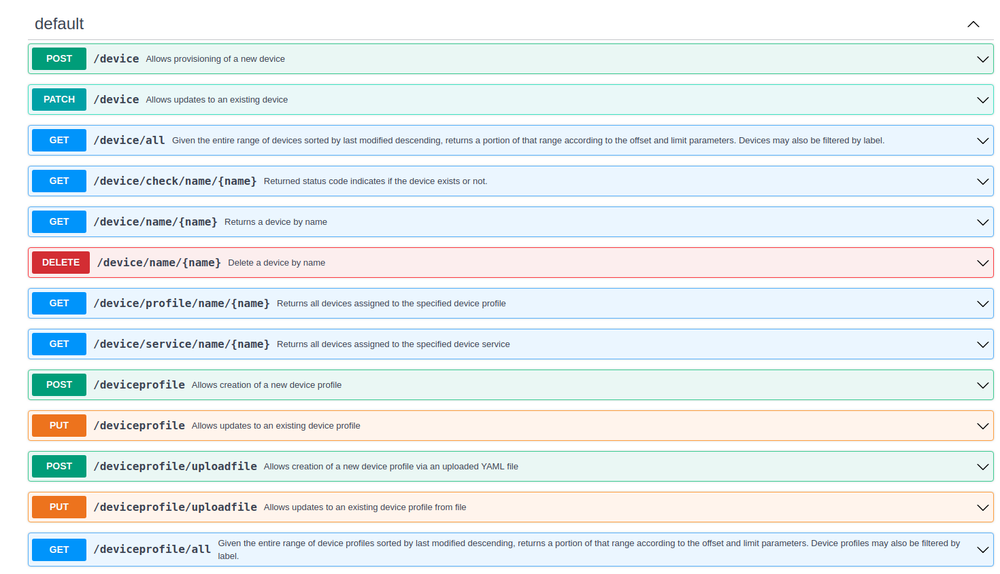 default
POST /device Allows provisioning of a new device
PATCH /device Allows updates to an existing device
GET /device/all Given the entire range of devices sorted by last modified descending, returns a portion of that range according to the offset and limit parameters. Devices may also be filtered by label.
GET /device/check/name/{name} Returned status code indicates if the device exists or not.
GET /device/name/{name} Returns a device by name
DELETE /device/name/{name} Delete a device by name
GET /device/profile/name/{name} Returns all devices assigned to the specified device profile
GET /device/service/name/{name} Returns all devices assigned to the specified device service
POST /deviceprofile Allows creation of a new device profile
PUT /deviceprofile Allows updates to an existing device profile
POST /deviceprofile/uploadfile Allows creation of a new device profile via an uploaded YAML file
PUT /deviceprofile/uploadfile Allows updates to an existing device profile from file
GET /deviceprofile/all Given the entire range of device profiles sorted by last modified descending, returns a portion of that range according to the offset and limit parameters. Device profiles may also be filtered by
label.